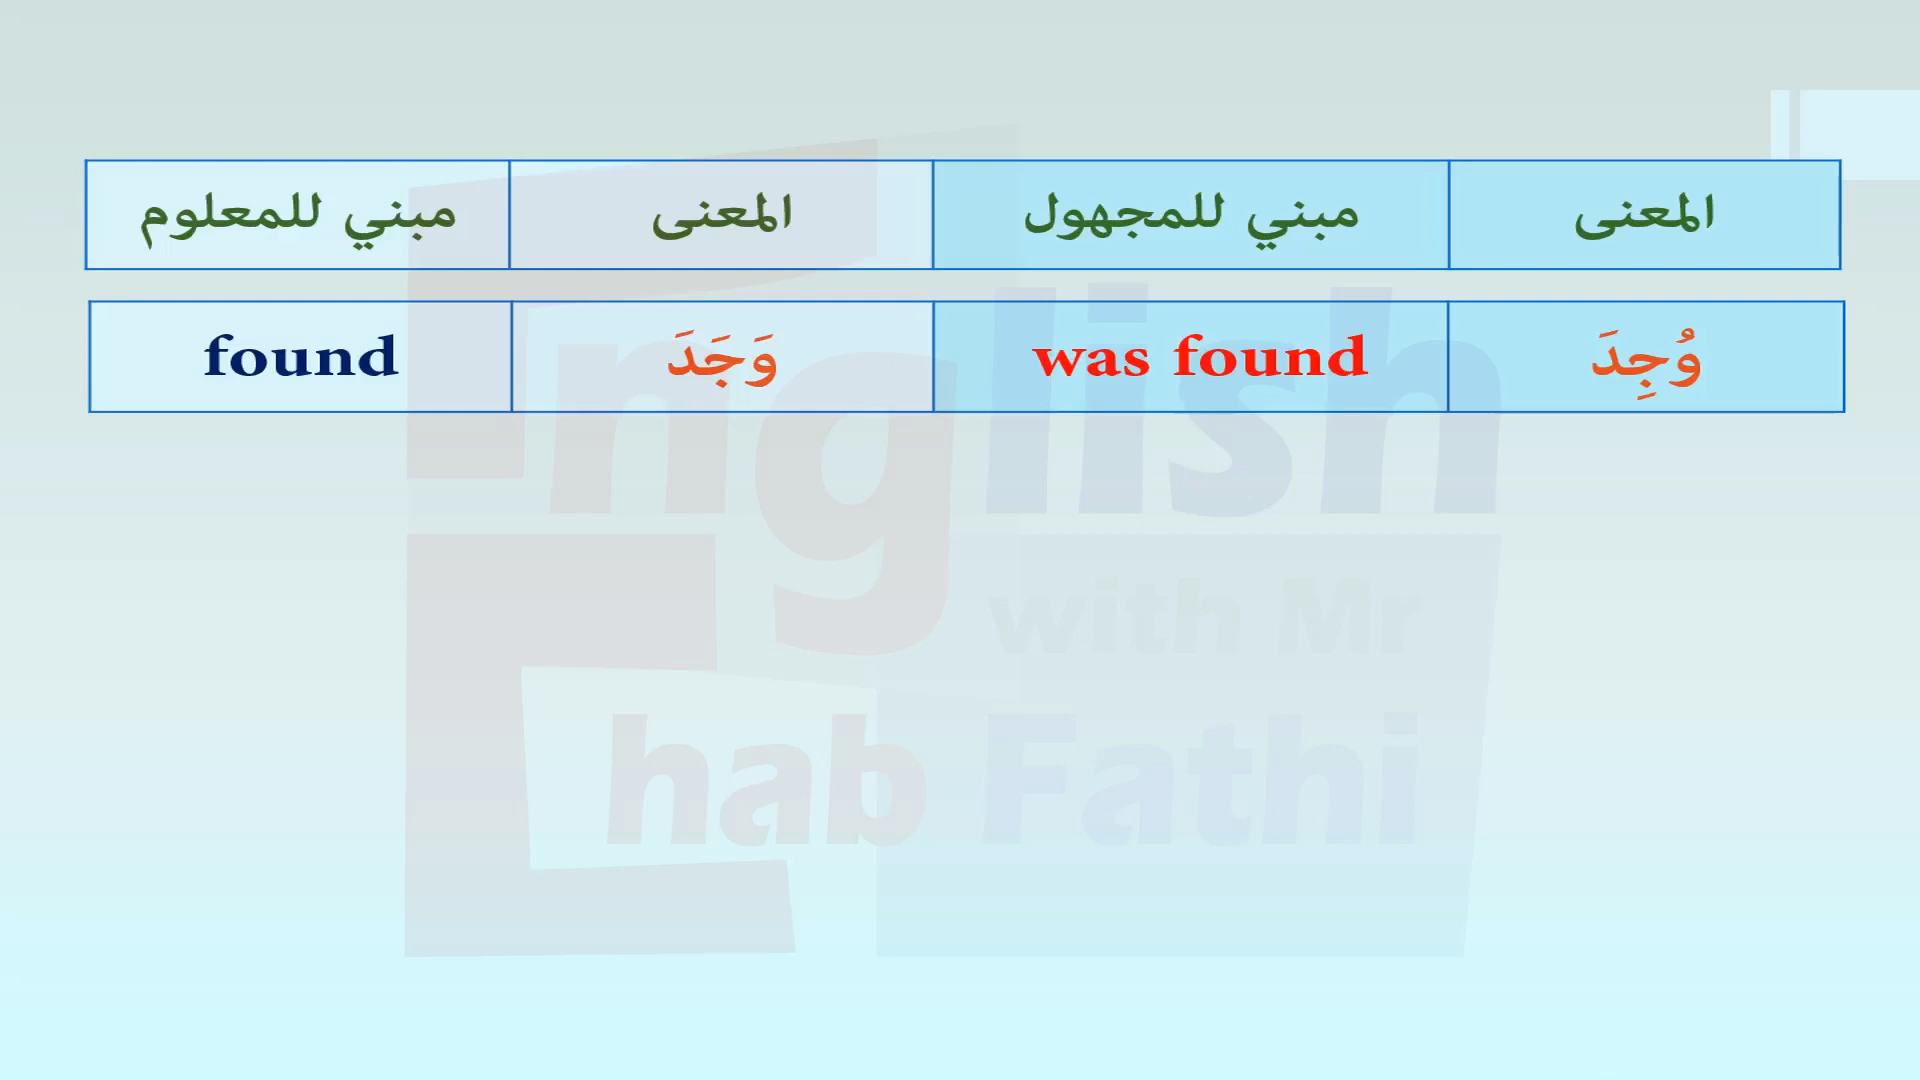 مبني للمعلوم المعنى مبني للمجهول المعنى
found وَجَدَ was found وُجِدَ
English
with Mr
Ehab Fathi